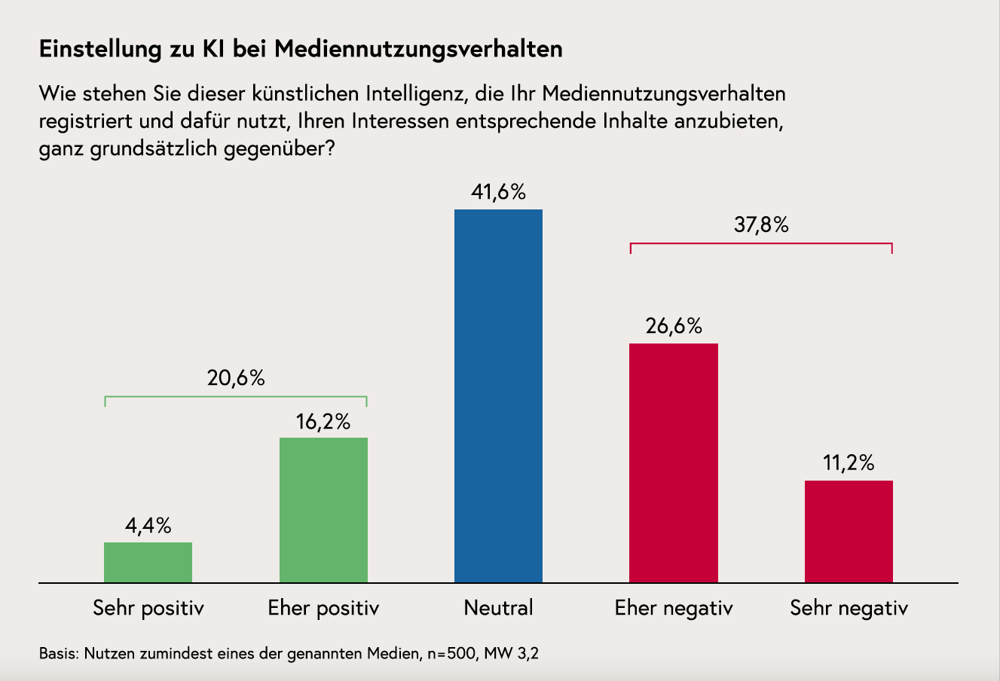 Einstellung zu KI bei Mediennutzungsverhalten
Wie stehen Sie dieser künstlichen Intelligenz, die Ihr Mediennutzungsverhalten
registriert und dafür nutzt, Ihren Interessen entsprechende Inhalte anzubieten,
ganz grundsätzlich gegenüber?
41,6%
37,8%
26,6%
20,6%
16,2%
11,2%
4,4%
Sehr positiv Eher positiv Neutral Eher negativ Sehr negativ
Basis: Nutzen zumindest eines der genannten Medien, n=500, MW 3,2